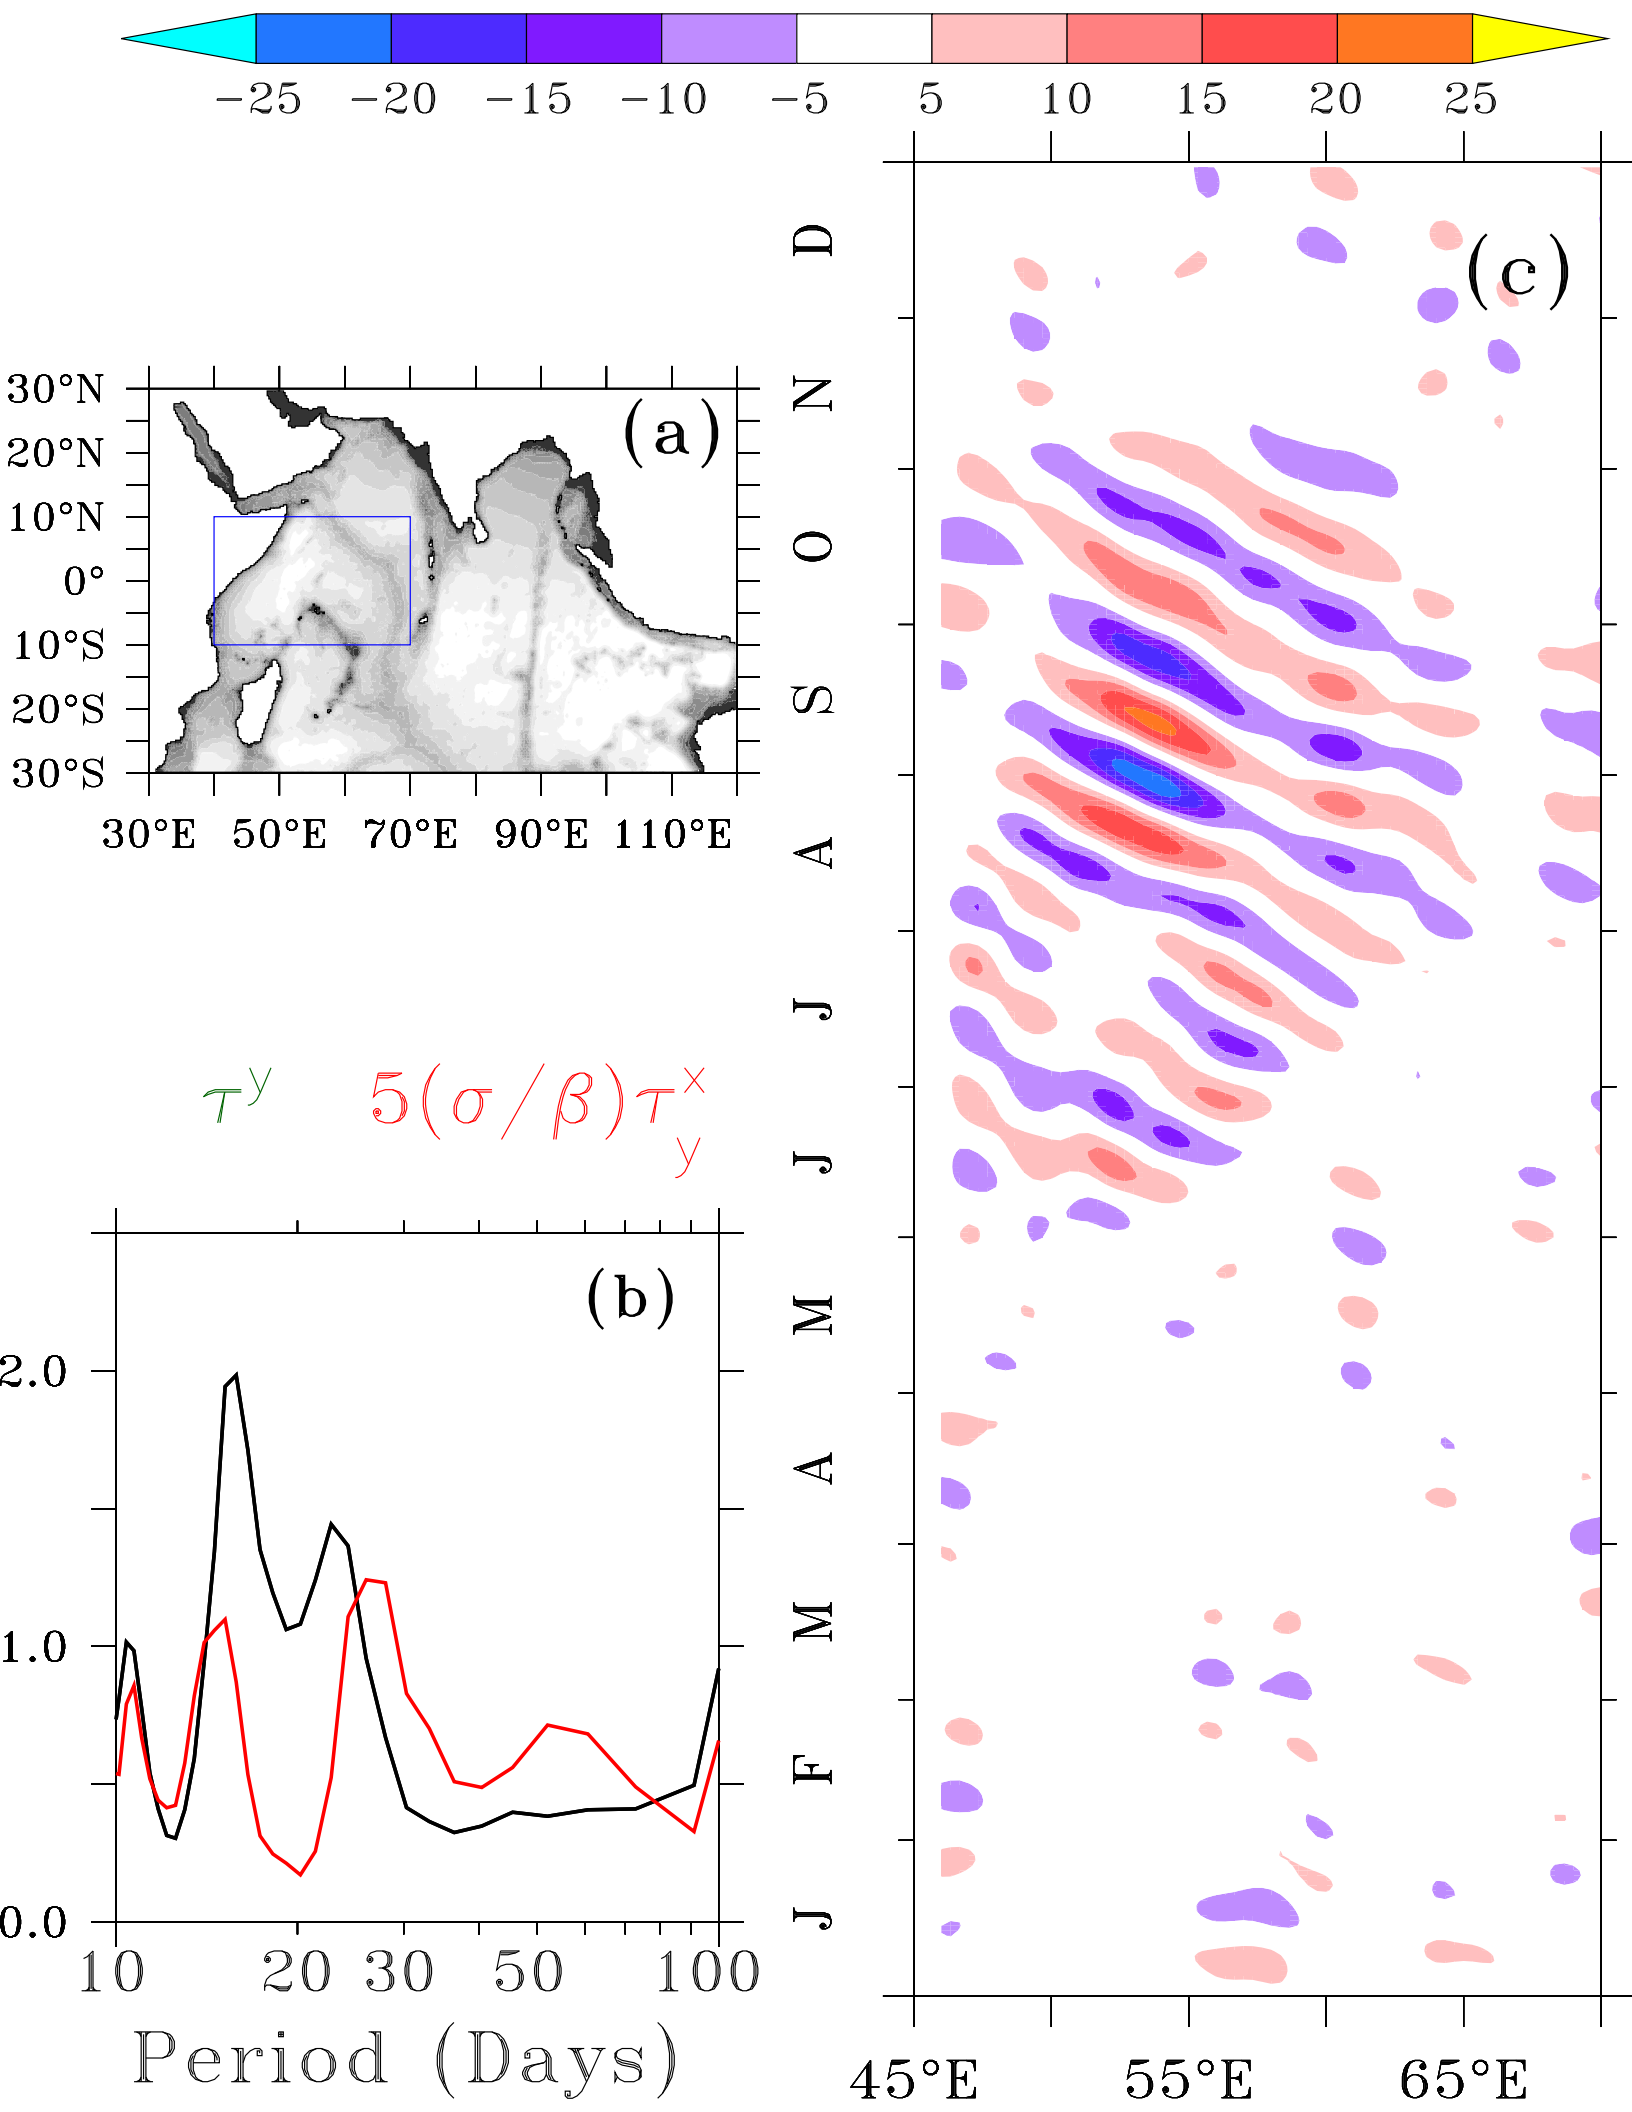 −25 −20 −15 −10 −5 5 10 15 20 25
(a)
30°N
20°N
10°N
0°
10°S
20°S
30°S
30°E 50°E 70°E 90°E 110°E
τ^y 5(σ/β)τ^x_y
(b)
2.0
1.0
0.0
10 20 30 50 100
Period (Days)
(c)
D
N
O
S
A
J
J
M
A
M
F
J
45°E 55°E 65°E